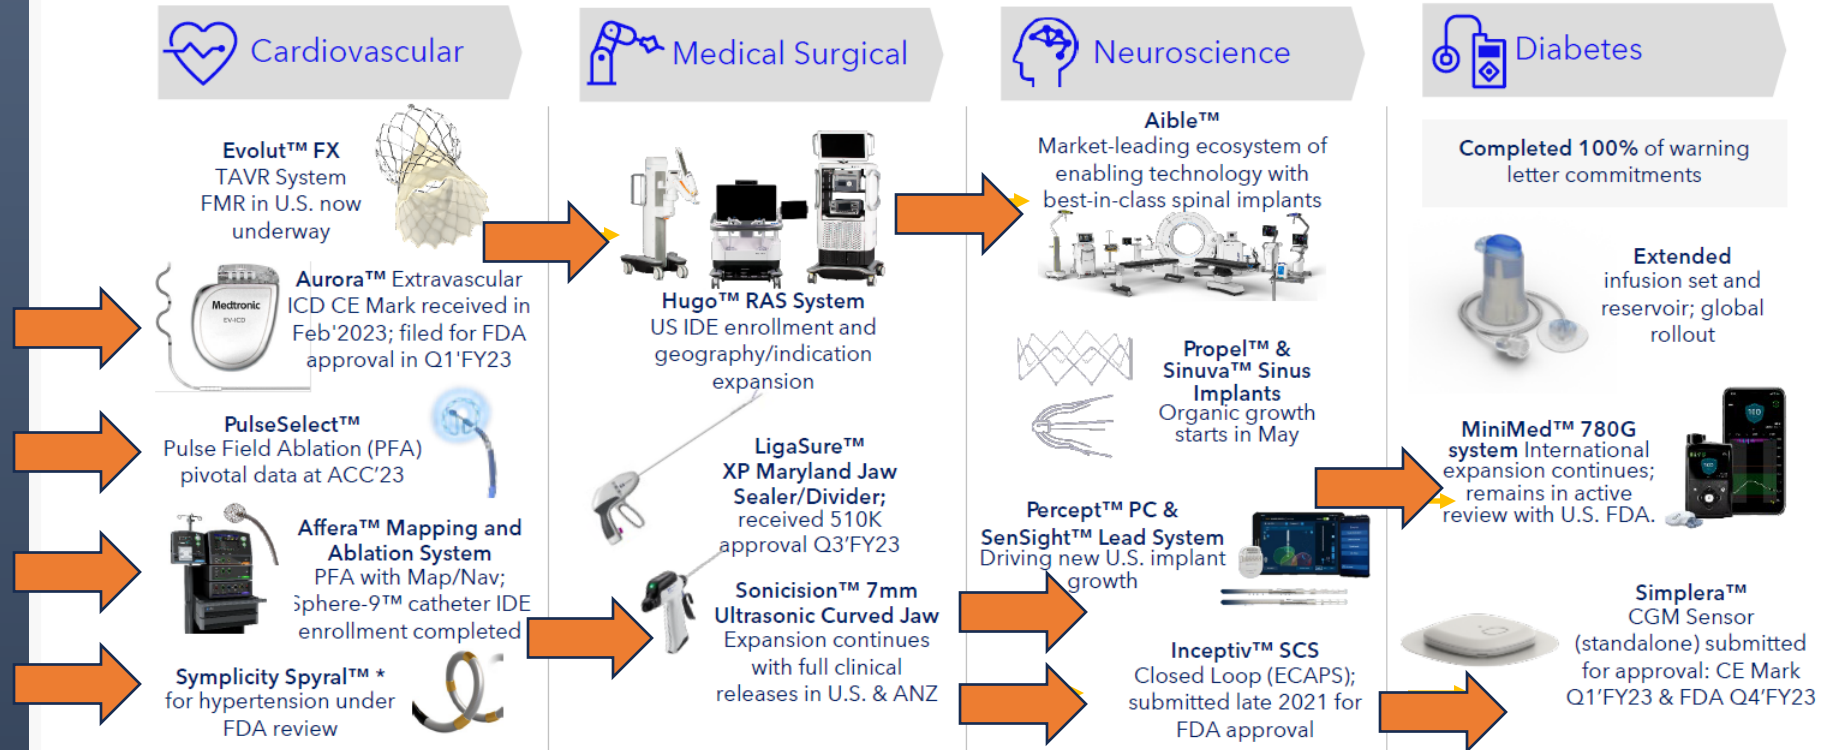 Cardiovascular
Evolut™ FX
TAVR System
FMR in U.S. now
underway
Aurora™ Extravascular
ICD CE Mark received in
Feb'2023; filed for FDA
approval in Q1'FY23
Medtronic
EV-ICD
PulseSelect™
Pulse Field Ablation (PFA)
pivotal data at ACC'23
Affera™ Mapping and
Ablation System
PFA with Map/Nav;
Sphere-9™ catheter IDE
enrollment completed
Symplicity Spyral™ *
for hypertension under
FDA review
Medical Surgical
Hugo™ RAS System
US IDE enrollment and
geography/indication
expansion
LigaSure™
XP Maryland Jaw
Sealer/Divider;
received 510K
approval Q3'FY23
Sonicision™ 7mm
Ultrasonic Curved Jaw
Expansion continues
with full clinical
releases in U.S. & ANZ
Neuroscience
Aible™
Market-leading ecosystem of
enabling technology with
best-in-class spinal implants
Propel™ &
Sinuva™ Sinus
Implants
Organic growth
starts in May
Percept™ PC &
SenSight™ Lead System
Driving new U.S. implant
growth
Inceptiv™ SCS
Closed Loop (ECAPS);
submitted late 2021 for
FDA approval
Diabetes
Completed 100% of warning
letter commitments
Extended
infusion set and
reservoir; global
rollout
MiniMed™ 780G
system International
expansion continues;
remains in active
review with U.S. FDA.
Simplera™
CGM Sensor
(standalone) submitted
for approval: CE Mark
Q1'FY23 & FDA Q4'FY23